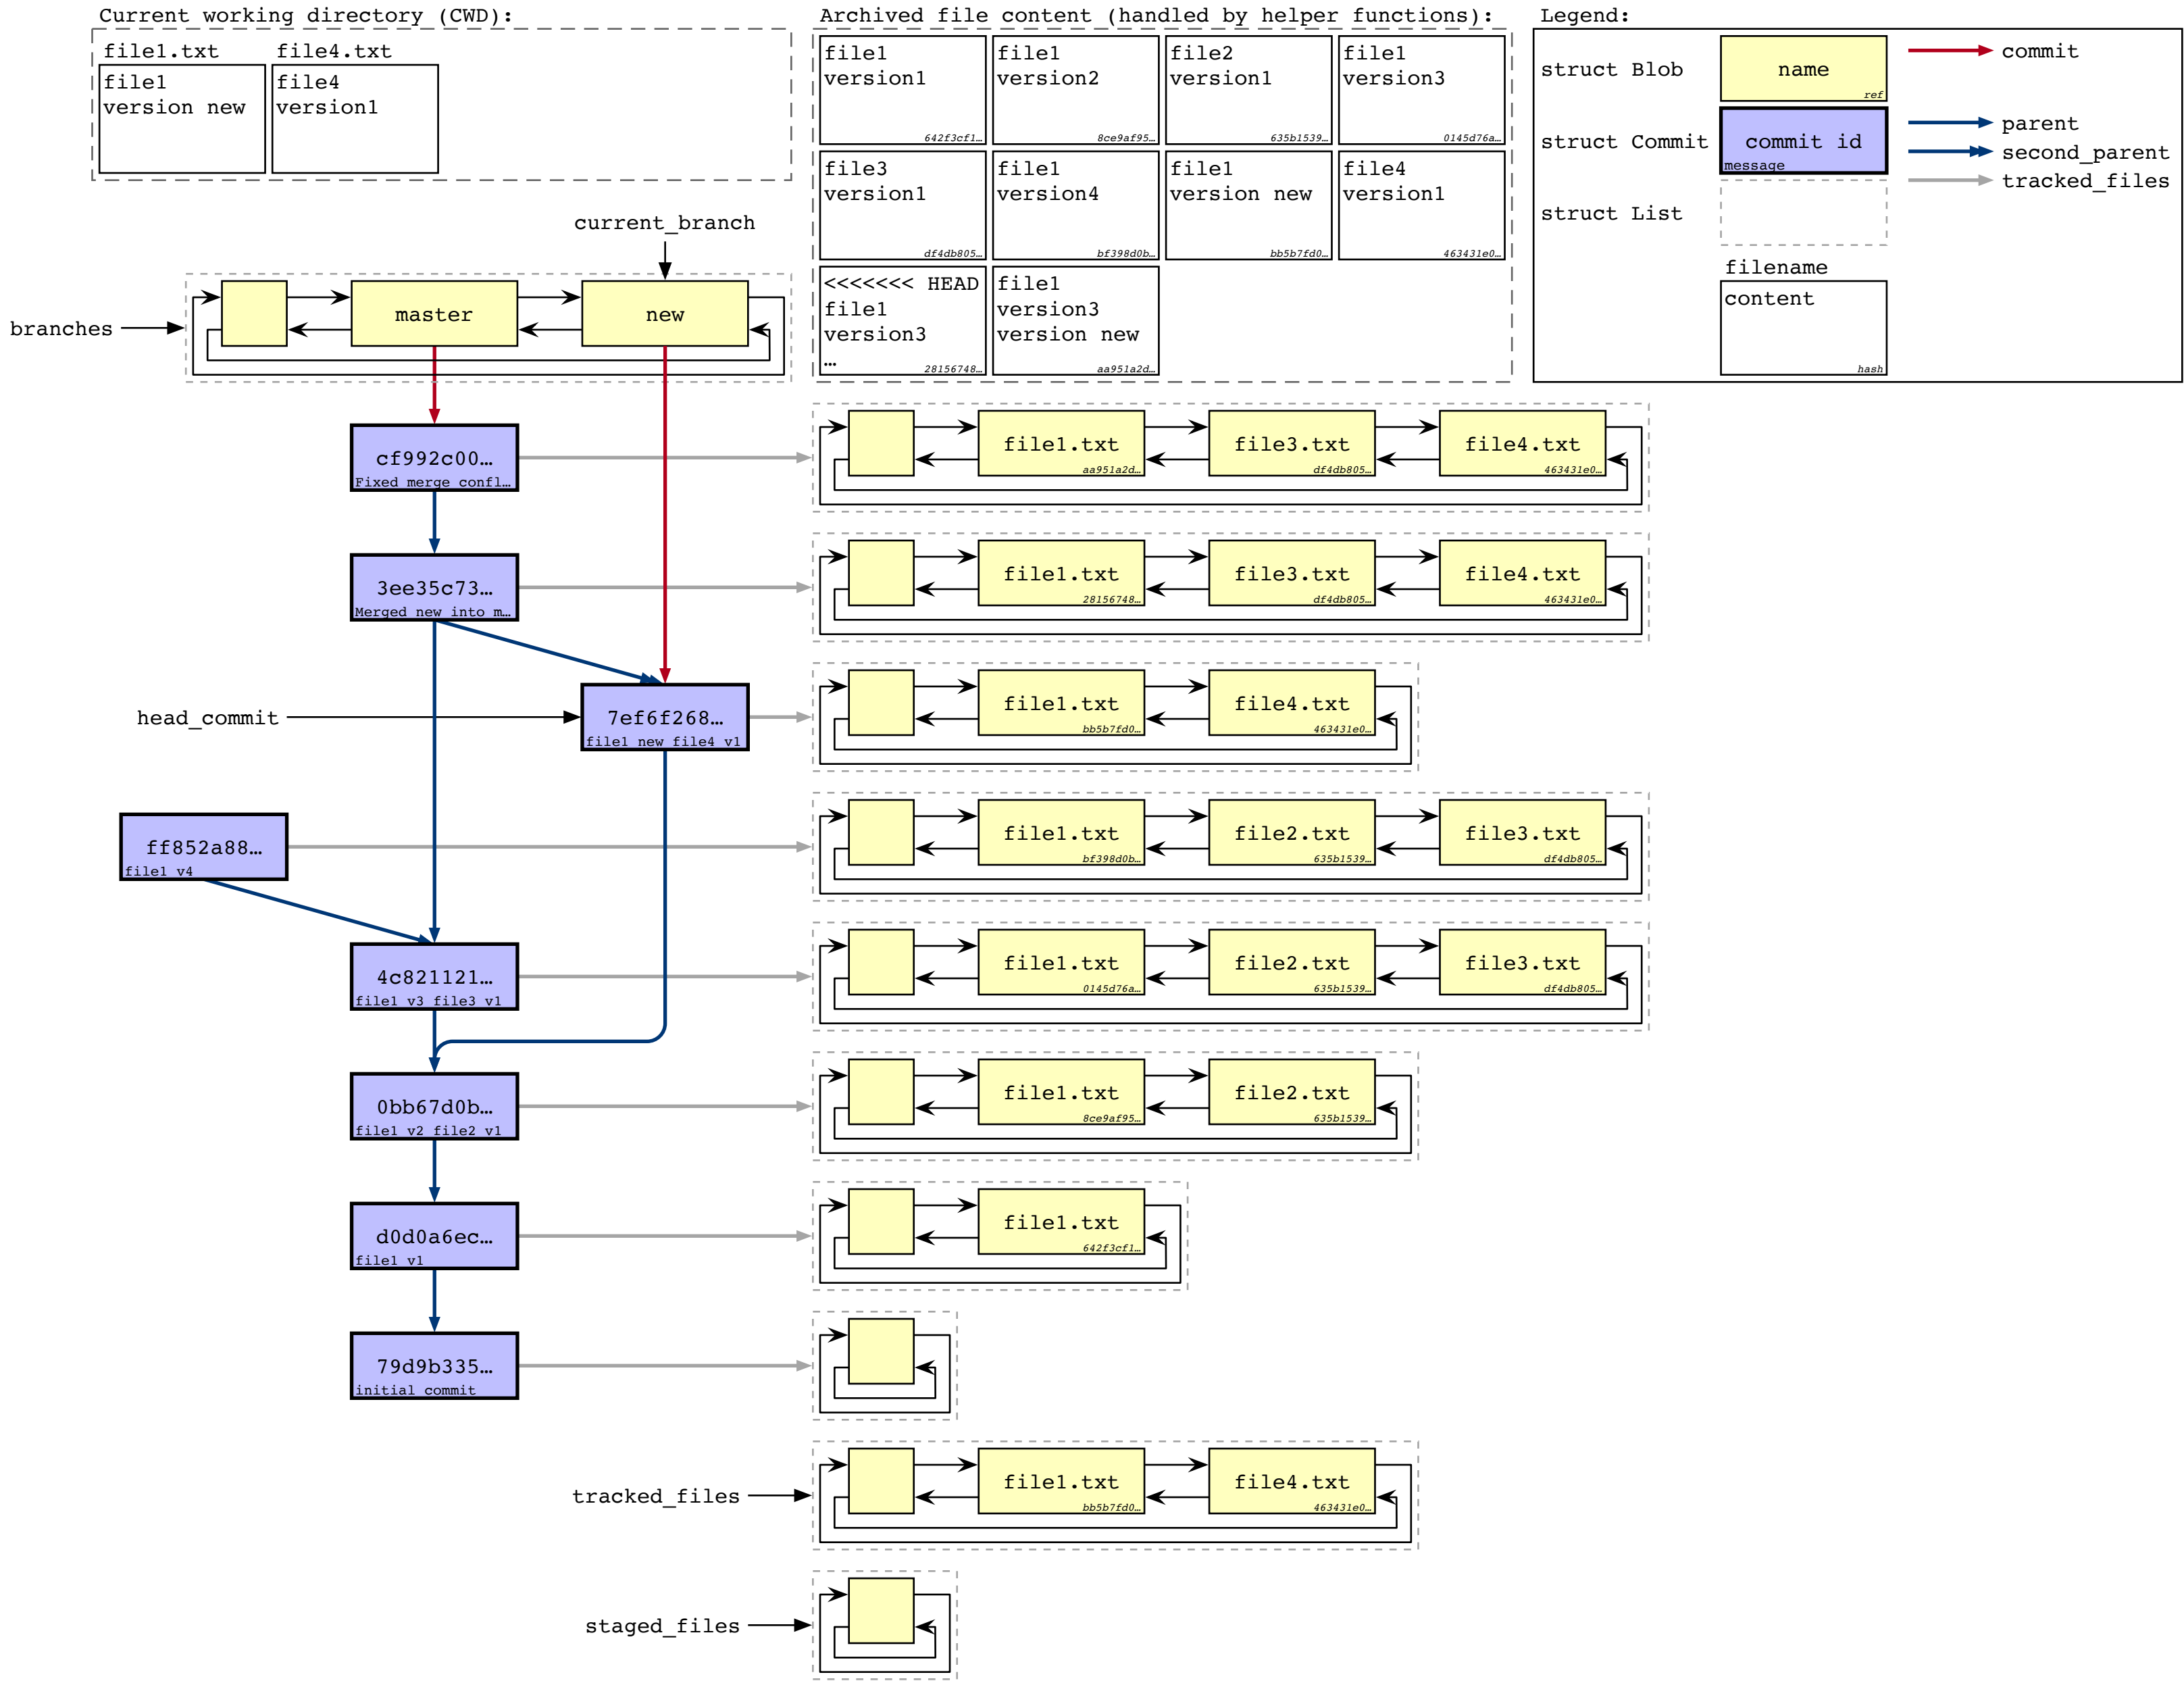 Current working directory (CWD):
file1.txt
file4.txt
file1
version new
file4
version1
Archived file content (handled by helper functions):
file1
version1
642f3cf1…
file1
version2
8ce9af95…
file2
version1
635b1539…
file1
version3
0145d76a…
file3
version1
df4db805…
file1
version4
bf398d0b…
file1
version new
bb5b7fd0…
file4
version1
463431e0…
<<<<<<< HEAD
file1
version3
…
28156748…
file1
version3
version new
aa951a2d…
Legend:
struct Blob
name
ref
struct Commit
commit id
message
struct List
filename
content
hash
commit
parent
second_parent
tracked_files
current_branch
branches
master
new
cf992c00…
Fixed merge confl…
file1.txt
aa951a2d…
file3.txt
df4db805…
file4.txt
463431e0…
3ee35c73…
Merged new into m…
file1.txt
28156748…
file3.txt
df4db805…
file4.txt
463431e0…
head_commit
7ef6f268…
file1 new file4 v1
file1.txt
bb5b7fd0…
file4.txt
463431e0…
ff852a88…
file1 v4
file1.txt
bf398d0b…
file2.txt
635b1539…
file3.txt
df4db805…
4c821121…
file1 v3 file3 v1
file1.txt
0145d76a…
file2.txt
635b1539…
file3.txt
df4db805…
0bb67d0b…
file1 v2 file2 v1
file1.txt
8ce9af95…
file2.txt
635b1539…
d0d0a6ec…
file1 v1
file1.txt
642f3cf1…
79d9b335…
initial commit
tracked_files
file1.txt
bb5b7fd0…
file4.txt
463431e0…
staged_files